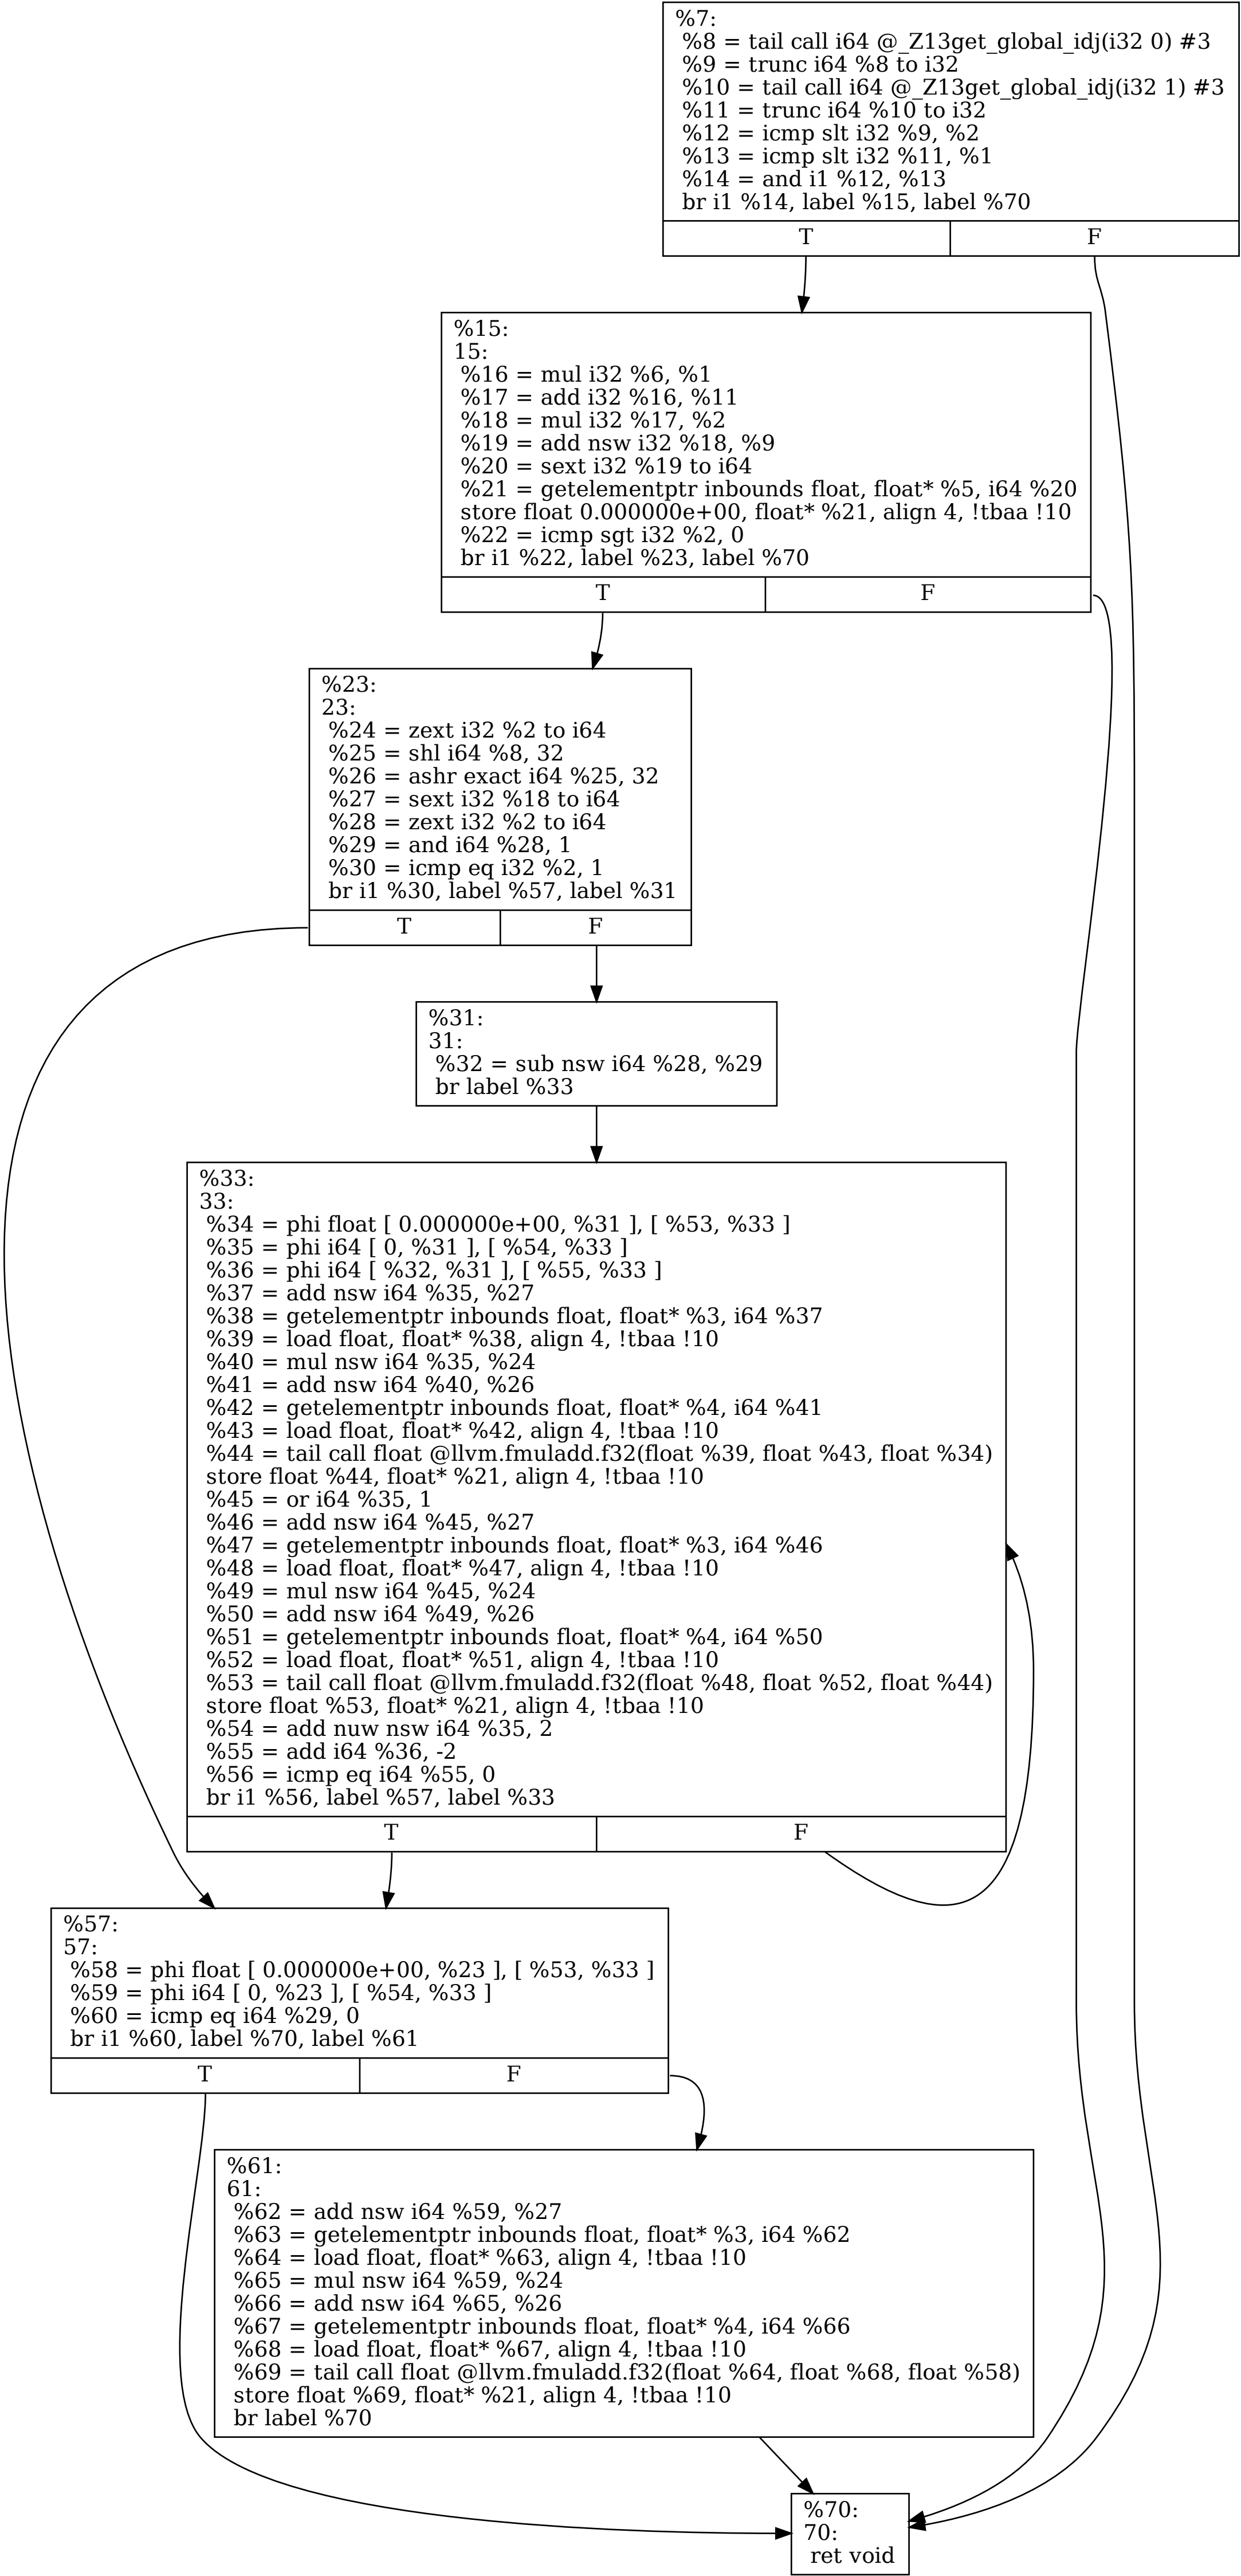 %7:
%8 = tail call i64 @_Z13get_global_idj(i32 0) #3
%9 = trunc i64 %8 to i32
%10 = tail call i64 @_Z13get_global_idj(i32 1) #3
%11 = trunc i64 %10 to i32
%12 = icmp slt i32 %9, %2
%13 = icmp slt i32 %11, %1
%14 = and i1 %12, %13
br i1 %14, label %15, label %70
T F
%15:
15:
%16 = mul i32 %6, %1
%17 = add i32 %16, %11
%18 = mul i32 %17, %2
%19 = add nsw i32 %18, %9
%20 = sext i32 %19 to i64
%21 = getelementptr inbounds float, float* %5, i64 %20
store float 0.000000e+00, float* %21, align 4, !tbaa !10
%22 = icmp sgt i32 %2, 0
br i1 %22, label %23, label %70
T F
%23:
23:
%24 = zext i32 %2 to i64
%25 = shl i64 %8, 32
%26 = ashr exact i64 %25, 32
%27 = sext i32 %18 to i64
%28 = zext i32 %2 to i64
%29 = and i64 %28, 1
%30 = icmp eq i32 %2, 1
br i1 %30, label %57, label %31
T F
%31:
31:
%32 = sub nsw i64 %28, %29
br label %33
%33:
33:
%34 = phi float [ 0.000000e+00, %31 ], [ %53, %33 ]
%35 = phi i64 [ 0, %31 ], [ %54, %33 ]
%36 = phi i64 [ %32, %31 ], [ %55, %33 ]
%37 = add nsw i64 %35, %27
%38 = getelementptr inbounds float, float* %3, i64 %37
%39 = load float, float* %38, align 4, !tbaa !10
%40 = mul nsw i64 %35, %24
%41 = add nsw i64 %40, %26
%42 = getelementptr inbounds float, float* %4, i64 %41
%43 = load float, float* %42, align 4, !tbaa !10
%44 = tail call float @llvm.fmuladd.f32(float %39, float %43, float %34)
store float %44, float* %21, align 4, !tbaa !10
%45 = or i64 %35, 1
%46 = add nsw i64 %45, %27
%47 = getelementptr inbounds float, float* %3, i64 %46
%48 = load float, float* %47, align 4, !tbaa !10
%49 = mul nsw i64 %45, %24
%50 = add nsw i64 %49, %26
%51 = getelementptr inbounds float, float* %4, i64 %50
%52 = load float, float* %51, align 4, !tbaa !10
%53 = tail call float @llvm.fmuladd.f32(float %48, float %52, float %44)
store float %53, float* %21, align 4, !tbaa !10
%54 = add nuw nsw i64 %35, 2
%55 = add i64 %36, -2
%56 = icmp eq i64 %55, 0
br i1 %56, label %57, label %33
T F
%57:
57:
%58 = phi float [ 0.000000e+00, %23 ], [ %53, %33 ]
%59 = phi i64 [ 0, %23 ], [ %54, %33 ]
%60 = icmp eq i64 %29, 0
br i1 %60, label %70, label %61
T F
%61:
61:
%62 = add nsw i64 %59, %27
%63 = getelementptr inbounds float, float* %3, i64 %62
%64 = load float, float* %63, align 4, !tbaa !10
%65 = mul nsw i64 %59, %24
%66 = add nsw i64 %65, %26
%67 = getelementptr inbounds float, float* %4, i64 %66
%68 = load float, float* %67, align 4, !tbaa !10
%69 = tail call float @llvm.fmuladd.f32(float %64, float %68, float %58)
store float %69, float* %21, align 4, !tbaa !10
br label %70
%70:
70:
ret void